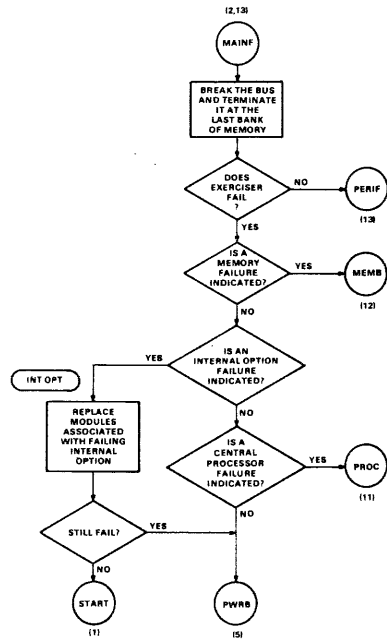 (2,13)
MAINF
BREAK THE BUS
AND TERMINATE
IT AT THE
LAST BANK
OF MEMORY
DOES
EXERCISER
FAIL
?
NO
PERIF
(13)
YES
IS A
MEMORY
FAILURE
INDICATED?
YES
MEMB
(12)
NO
IS AN
INTERNAL OPTION
FAILURE
INDICATED?
YES
INT OPT
REPLACE
MODULES
ASSOCIATED
WITH FAILING
INTERNAL
OPTION
NO
IS A
CENTRAL
PROCESSOR
FAILURE
INDICATED?
YES
PROC
(11)
NO
STILL FAIL?
YES
NO
START
(1)
PWRB
(5)